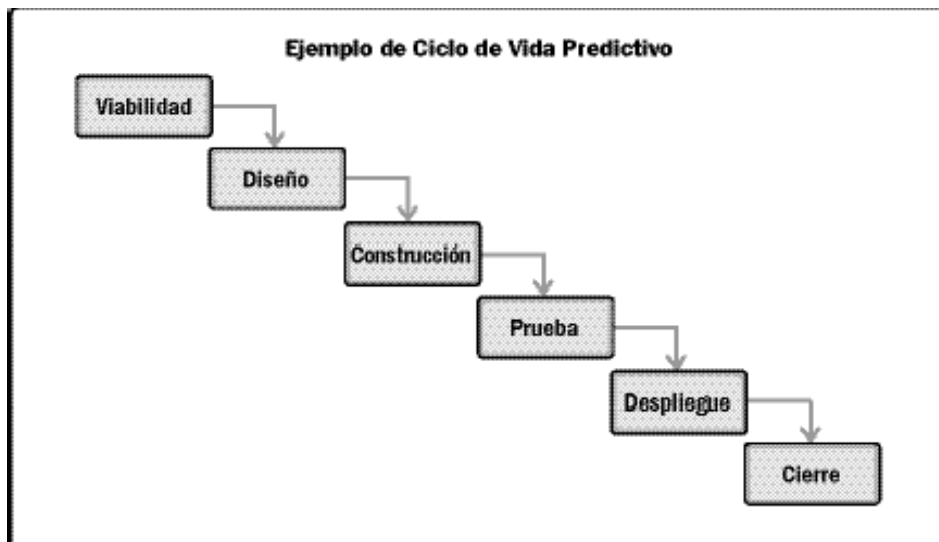 Ejemplo de Ciclo de Vida Predictivo
Viabilidad
Diseño
Construcción
Prueba
Despliegue
Cierre